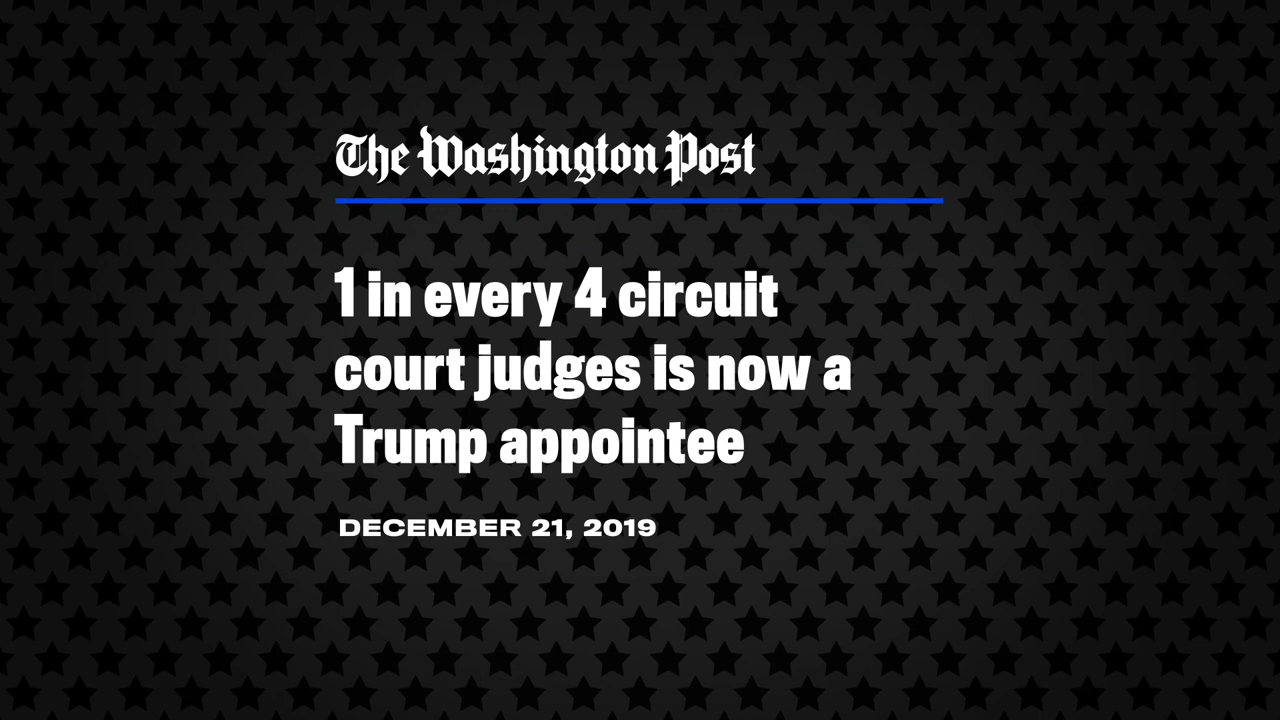 The Washington Post
1 in every 4 circuit
court judges is now a
Trump appointee
DECEMBER 21, 2019